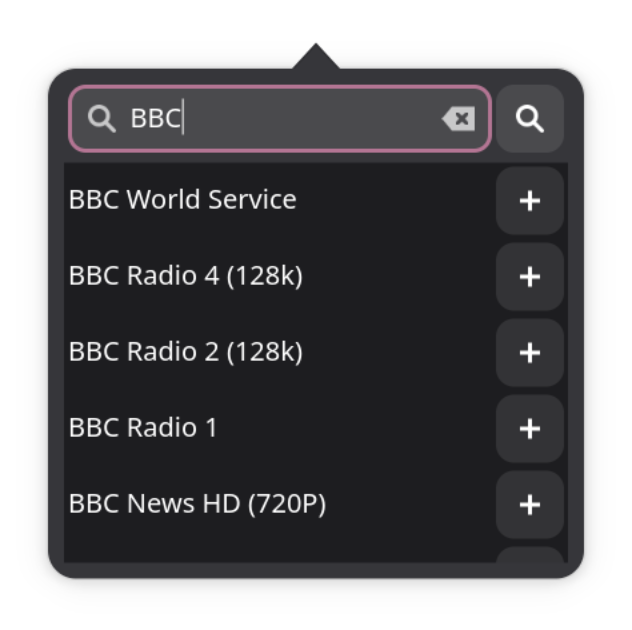 BBC
BBC World Service
BBC Radio 4 (128k)
BBC Radio 2 (128k)
BBC Radio 1
BBC News HD (720P)